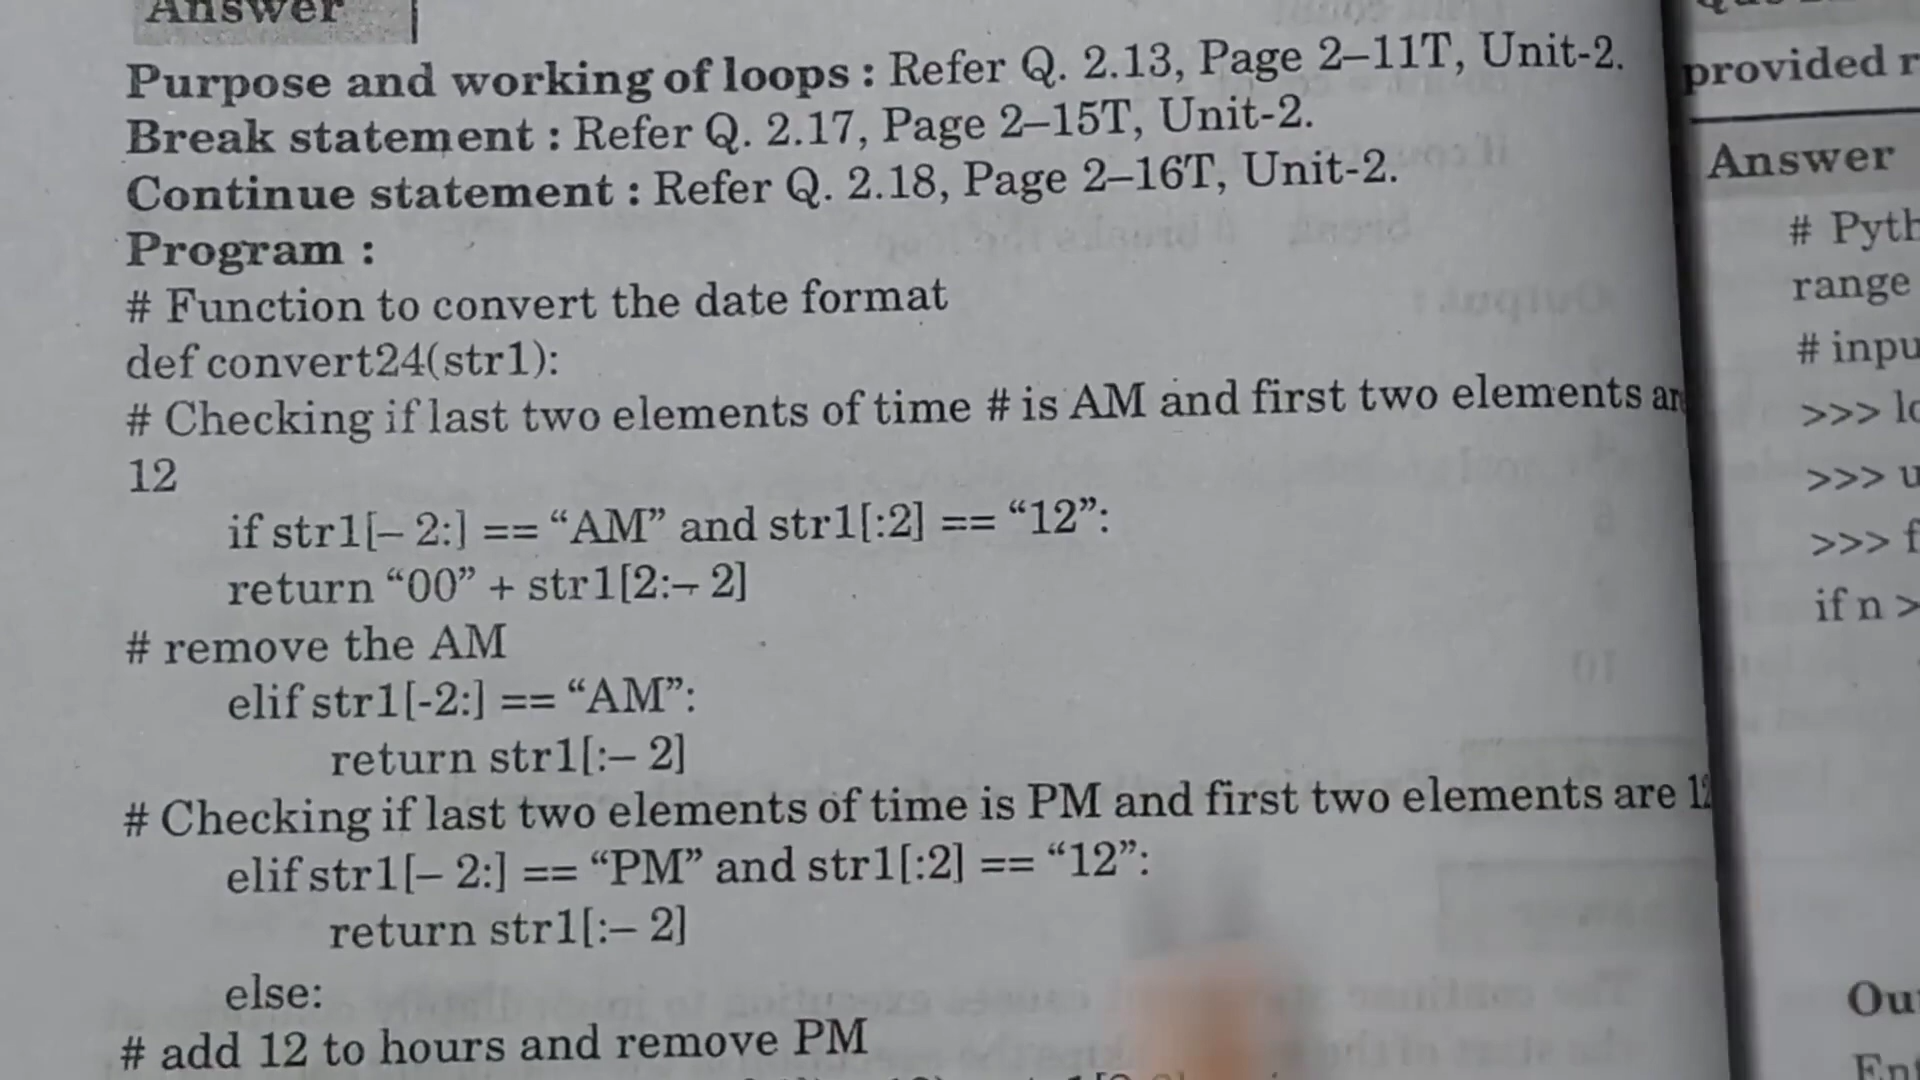 Answer
Purpose and working of loops : Refer Q. 2.13, Page 2–11T, Unit-2.
Break statement : Refer Q. 2.17, Page 2–15T, Unit-2.
Continue statement : Refer Q. 2.18, Page 2–16T, Unit-2.
Program :
# Function to convert the date format
def convert24(str1):
# Checking if last two elements of time # is AM and first two elements
12
if str1[– 2:] == “AM” and str1[:2] == “12”:
return “00” + str1[2:– 2]
# remove the AM
elif str1[-2:] == “AM”:
return str1[:– 2]
# Checking if last two elements of time is PM and first two elements are 12
elif str1[– 2:] == “PM” and str1[:2] == “12”:
return str1[:– 2]
else:
# add 12 to hours and remove PM
provided
Answer
#
range
#
>>>
>>>
>>>
if n >